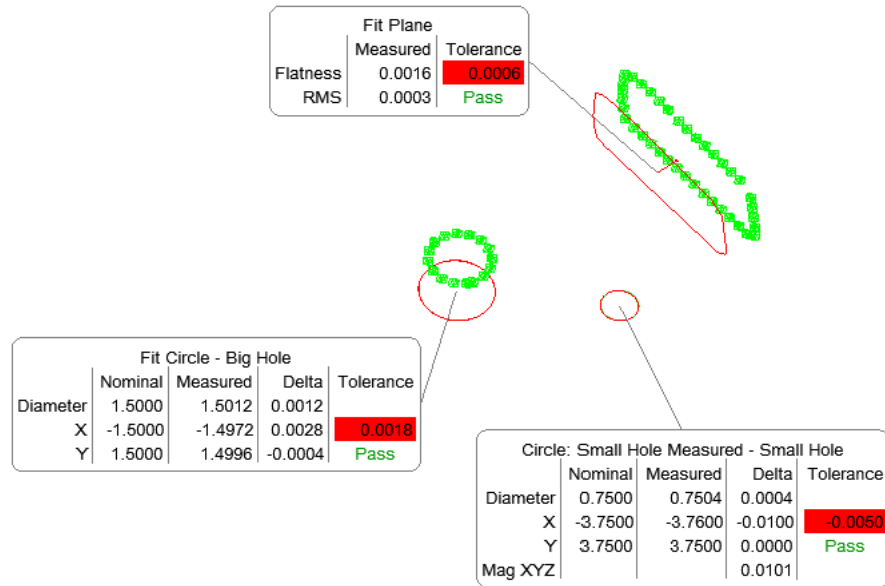 Fit Plane
Measured Tolerance
Flatness 0.0016 0.0006
RMS 0.0003 Pass
Fit Circle - Big Hole
Nominal Measured Delta Tolerance
Diameter 1.5000 1.5012 0.0012
X -1.5000 -1.4972 0.0028 0.0018
Y 1.5000 1.4996 -0.0004 Pass
Circle: Small Hole Measured - Small Hole
Nominal Measured Delta Tolerance
Diameter 0.7500 0.7504 0.0004
X -3.7500 -3.7600 -0.0100 -0.0050
Y 3.7500 3.7500 0.0000 Pass
Mag XYZ 0.0101